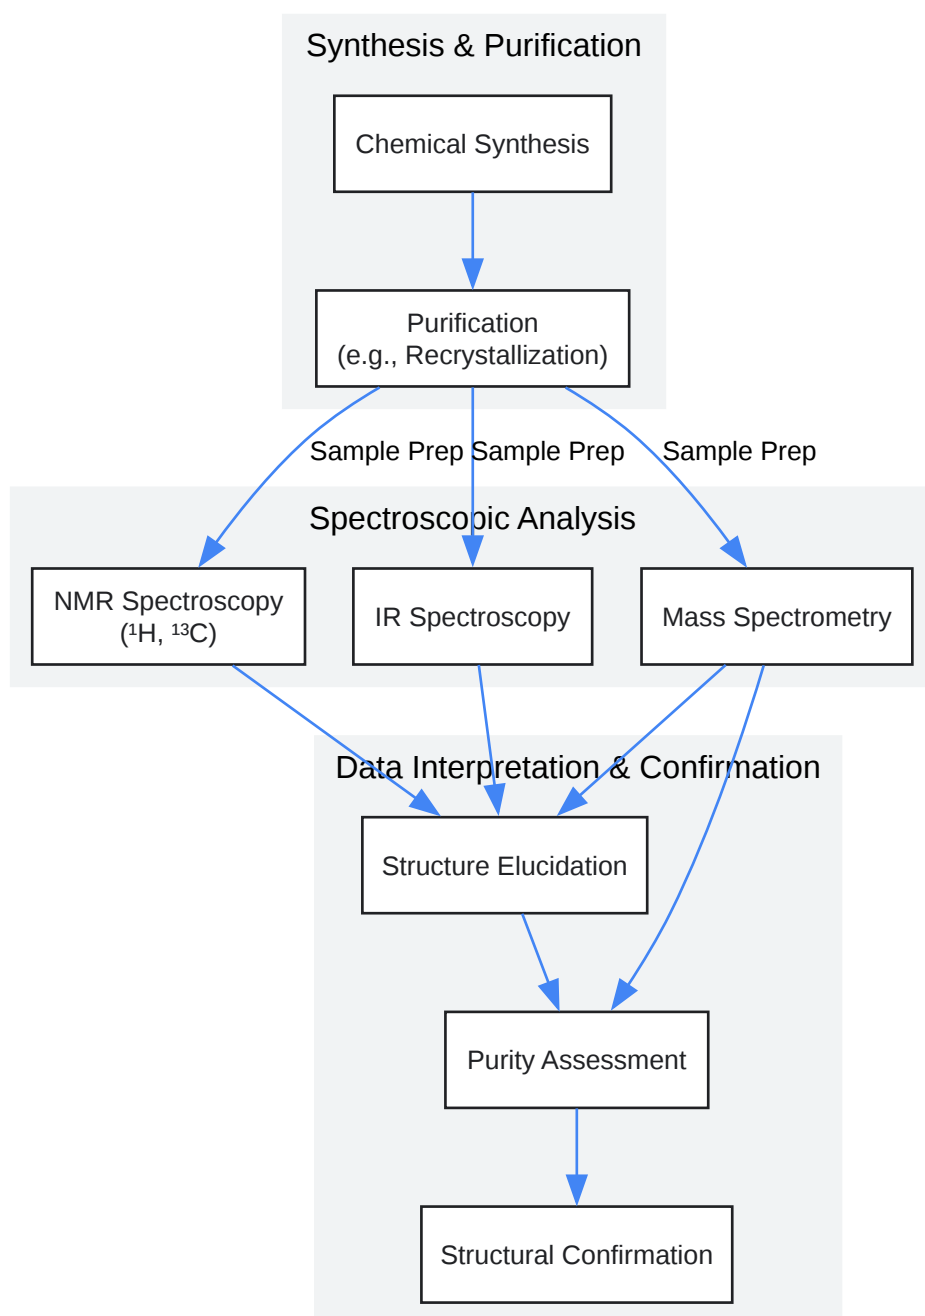 Synthesis & Purification
Chemical Synthesis
Purification
(e.g., Recrystallization)
Sample Prep
Sample Prep
Sample Prep
Spectroscopic Analysis
NMR Spectroscopy
(¹H, ¹³C)
IR Spectroscopy
Mass Spectrometry
Data Interpretation & Confirmation
Structure Elucidation
Purity Assessment
Structural Confirmation